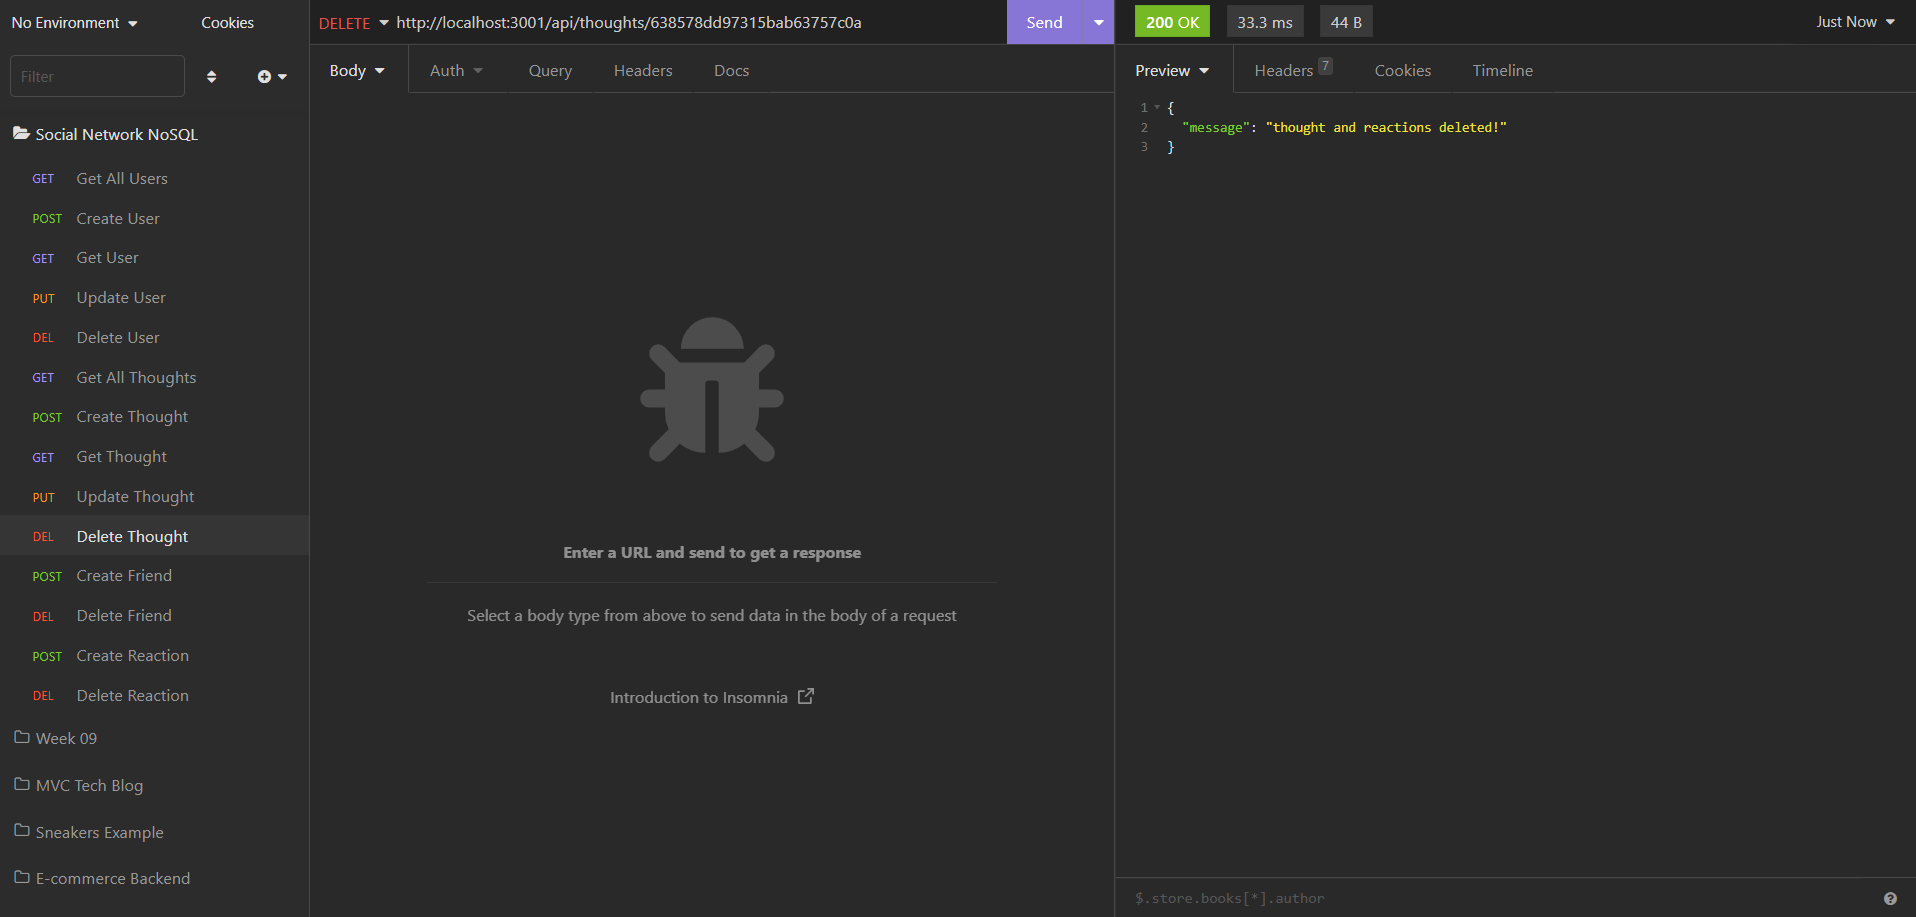 No Environment
Cookies
Filter
Social Network NoSQL
GET Get All Users
POST Create User
GET Get User
PUT Update User
DEL Delete User
GET Get All Thoughts
POST Create Thought
GET Get Thought
PUT Update Thought
DEL Delete Thought
POST Create Friend
DEL Delete Friend
POST Create Reaction
DEL Delete Reaction
Week 09
MVC Tech Blog
Sneakers Example
E-commerce Backend
DELETE http://localhost:3001/api/thoughts/638578dd97315bab63757c0a Send
Body Auth Query Headers Docs
Enter a URL and send to get a response
Select a body type from above to send data in the body of a request
Introduction to Insomnia
200 OK 33.3 ms 44 B Just Now
Preview Headers 7 Cookies Timeline
1 {
2 "message": "thought and reactions deleted!"
3 }
$.store.books[*].author
?